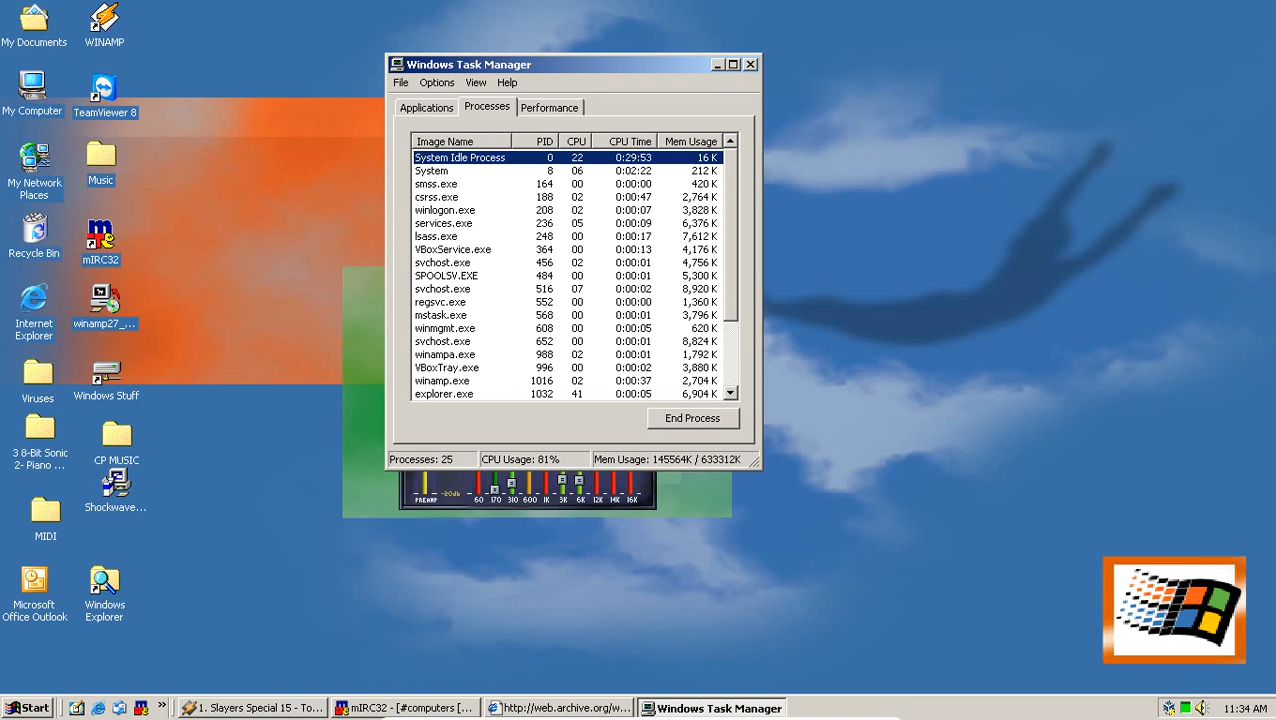 My Documents
WINAMP
My Computer
TeamViewer 8
My Network
Places
Music
Recycle Bin
mIRC32
Internet
Explorer
winamp27_...
Viruses
Windows Stuff
3 8-Bit Sonic
2- Piano ...
CP MUSIC
Shockwave...
MIDI
Microsoft
Office Outlook
Windows
Explorer
Windows Task Manager
File Options View Help
Applications Processes Performance
Image Name PID CPU CPU Time Mem Usage
System Idle Process 0 22 0:29:53 16 K
System 8 06 0:02:22 212 K
smss.exe 164 00 0:00:00 420 K
csrss.exe 188 02 0:00:47 2,764 K
winlogon.exe 208 02 0:00:07 3,828 K
services.exe 236 05 0:00:09 6,376 K
lsass.exe 248 00 0:00:17 7,612 K
VBoxService.exe 364 00 0:00:13 4,176 K
svchost.exe 456 02 0:00:01 4,756 K
SPOOLSV.EXE 484 00 0:00:01 5,300 K
svchost.exe 516 07 0:00:02 8,920 K
regsvc.exe 552 00 0:00:00 1,360 K
mstask.exe 568 00 0:00:01 3,796 K
winmgmt.exe 608 00 0:00:05 620 K
svchost.exe 652 00 0:00:01 8,824 K
winampa.exe 988 02 0:00:01 1,792 K
VBoxTray.exe 996 00 0:00:02 3,880 K
winamp.exe 1016 02 0:00:37 2,704 K
explorer.exe 1032 41 0:00:05 6,904 K
End Process
Processes: 25 CPU Usage: 81% Mem Usage: 145564K / 633312K
PREAMP -20db 60 170 310 600 1K 3K 6K 12K 14K 16K
Start
1. Slayers Special 15 - To...
mIRC32 - [#computers [...
http://web.archive.org/w...
Windows Task Manager
11:34 AM